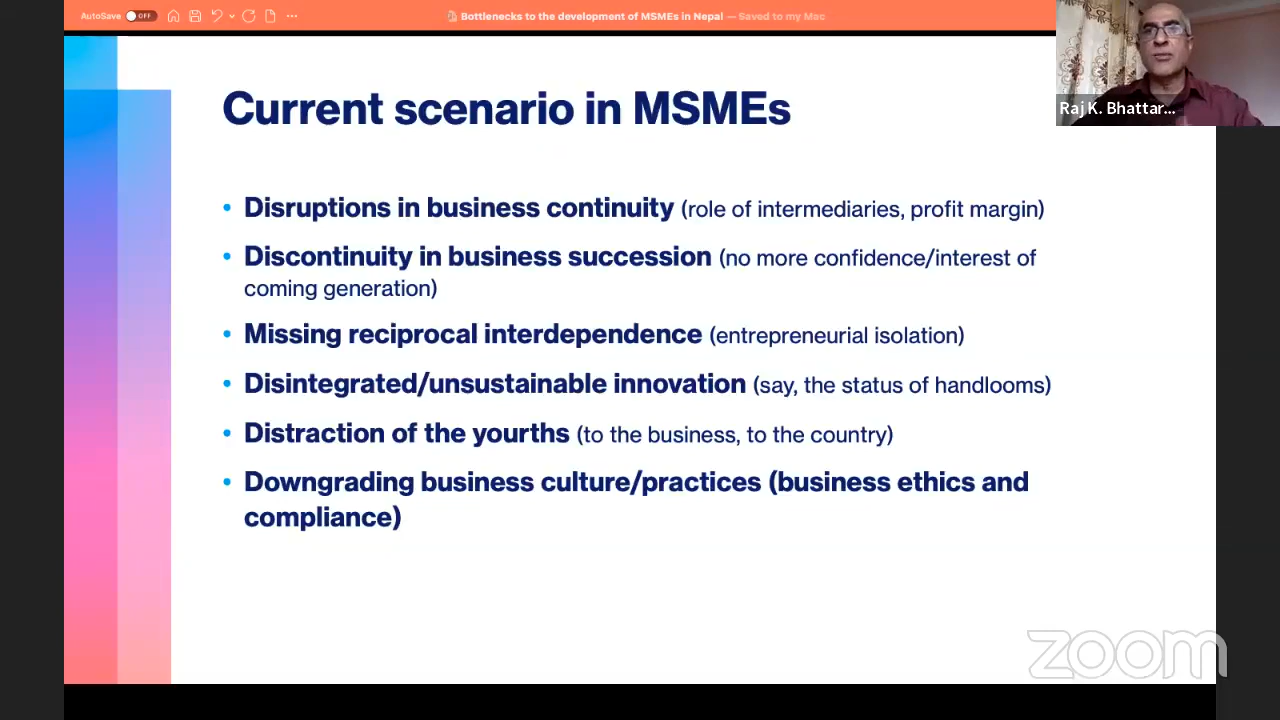 AutoSave OFF
Bottlenecks to the development of MSMEs in Nepal — Saved to my Mac
Raj K. Bhattar...
Current scenario in MSMEs
• Disruptions in business continuity (role of intermediaries, profit margin)
• Discontinuity in business succession (no more confidence/interest of
coming generation)
• Missing reciprocal interdependence (entrepreneurial isolation)
• Disintegrated/unsustainable innovation (say, the status of handlooms)
• Distraction of the yourths (to the business, to the country)
• Downgrading business culture/practices (business ethics and
compliance)
zoom